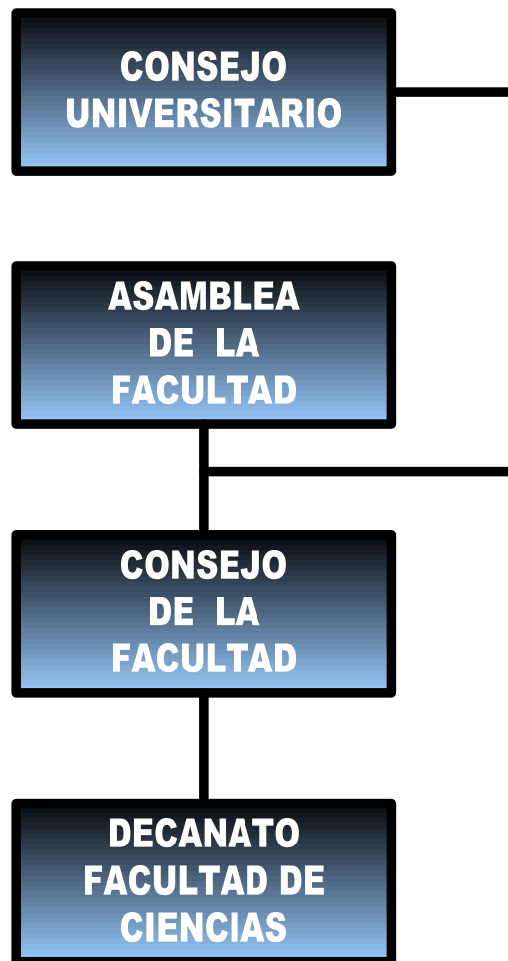 CONSEJO
UNIVERSITARIO
ASAMBLEA
DE LA
FACULTAD
CONSEJO
DE LA
FACULTAD
DECANATO
FACULTAD DE
CIENCIAS